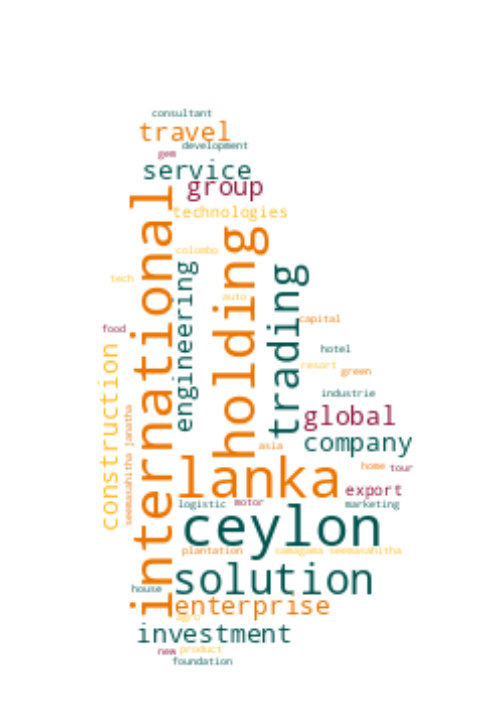 consultant
travel
development
gem
service
group
technologies
international
holding
colombo
engineering
trading
tech
auto
capital
food
construction
hotel
resort
green
industrie
seemasahitha janatha
global
company
asia
lanka
home
tour
export
logistic
motor
marketing
ceylon
plantation
samagama seemasahitha
solution
house
enterprise
agro
investment
new
product
foundation